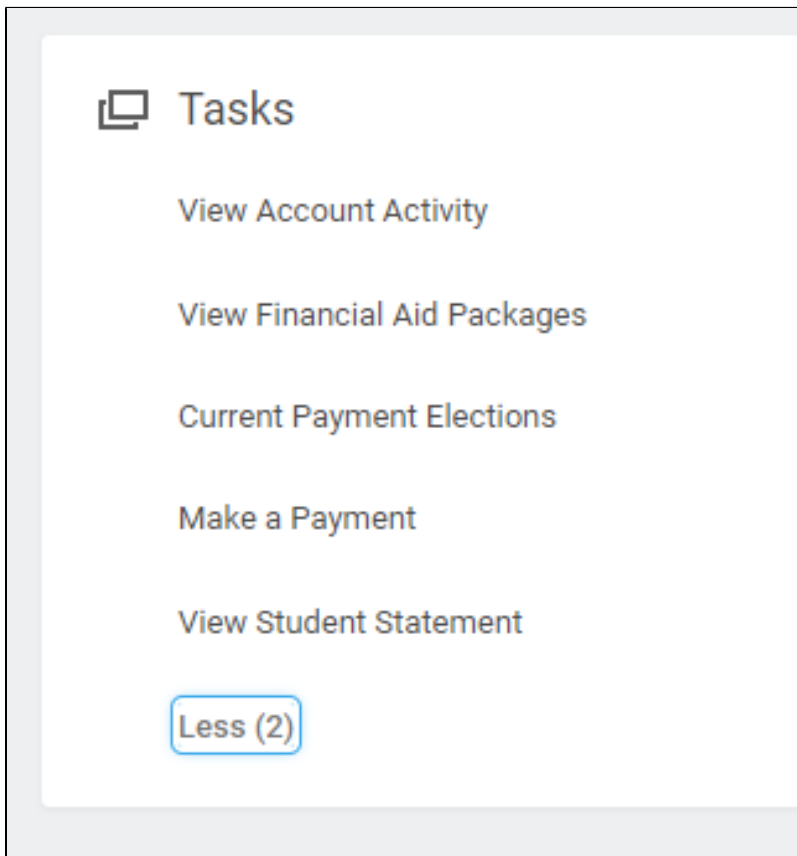 Tasks
View Account Activity
View Financial Aid Packages
Current Payment Elections
Make a Payment
View Student Statement
Less (2)